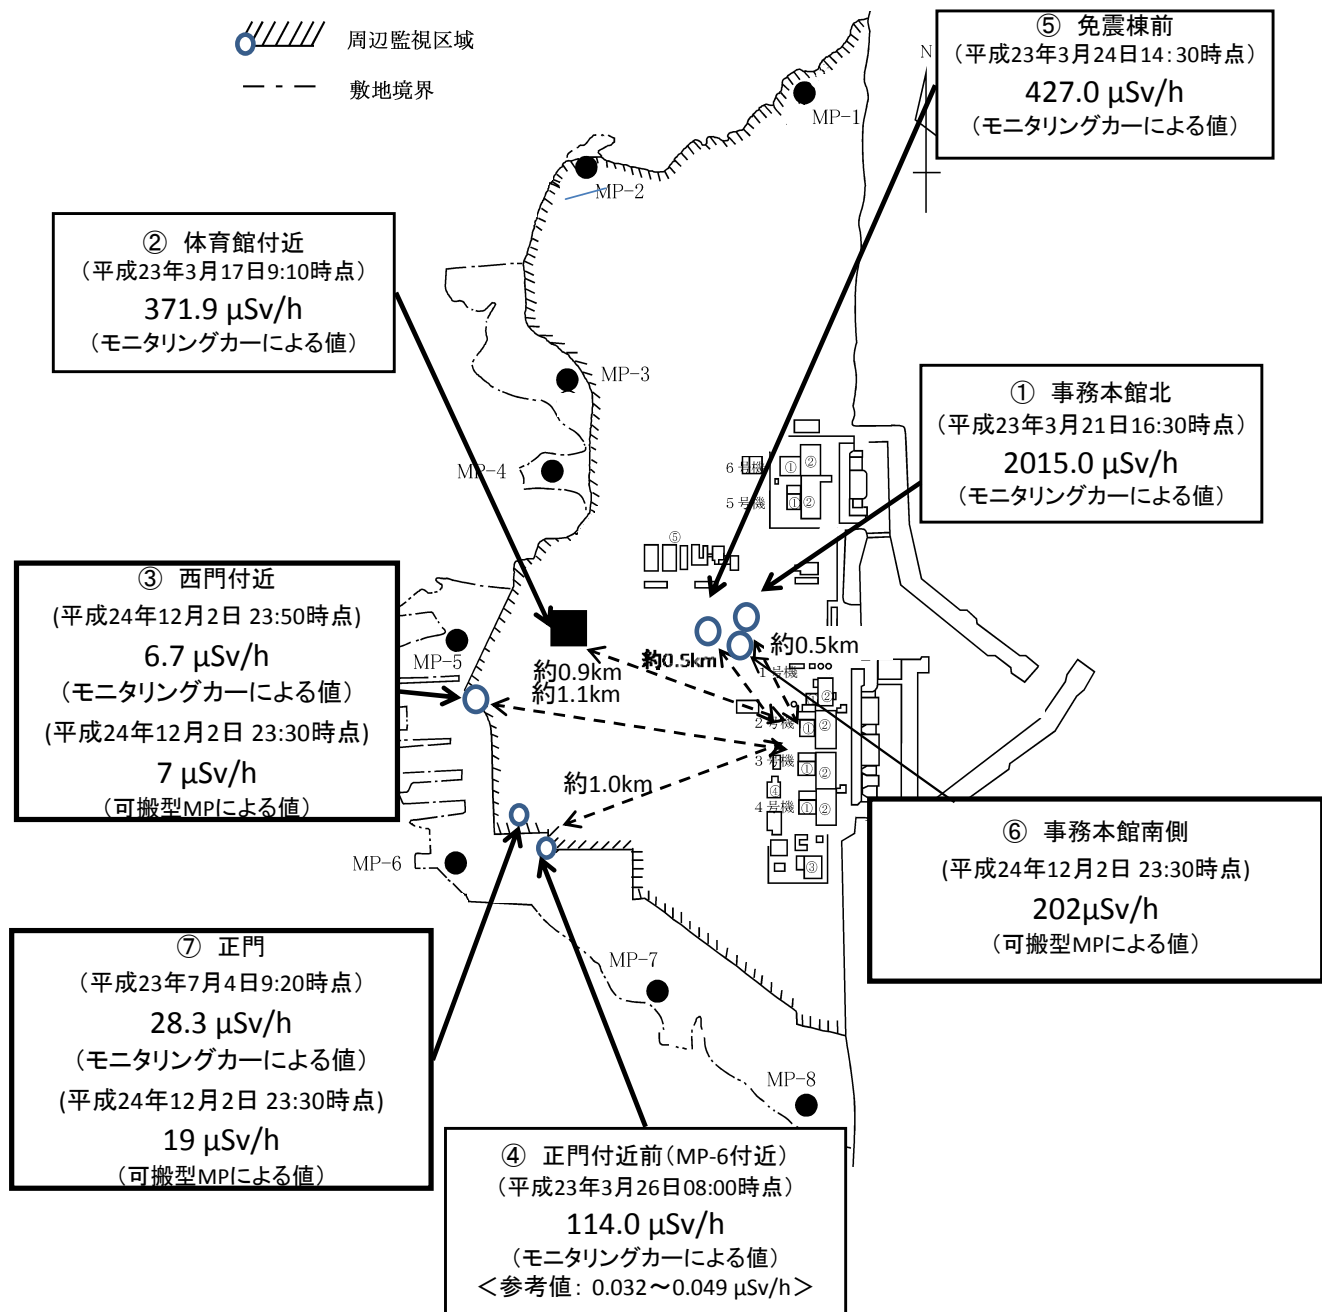 周辺監視区域
敷地境界
⑤ 免震棟前
（平成23年3月24日14:30時点）
427.0 μSv/h
（モニタリングカーによる値）
N
MP-1
MP-2
② 体育館付近
（平成23年3月17日9:10時点）
371.9 μSv/h
（モニタリングカーによる値）
MP-3
① 事務本館北
（平成23年3月21日16:30時点）
2015.0 μSv/h
（モニタリングカーによる値）
MP-4
6号機
① ②
5号機
① ②
⑤
③ 西門付近
(平成24年12月2日 23:50時点)
6.7 μSv/h
（モニタリングカーによる値）
(平成24年12月2日 23:30時点)
7 μSv/h
（可搬型MPによる値）
MP-5
約0.9km
約1.1km
約0.5km
約0.5km
1号機
②
2号機
① ②
3号機
① ②
約1.0km
④
4号機
① ②
③
MP-6
⑥ 事務本館南側
(平成24年12月2日 23:30時点)
202μSv/h
（可搬型MPによる値）
⑦ 正門
（平成23年7月4日9:20時点）
28.3 μSv/h
（モニタリングカーによる値）
(平成24年12月2日 23:30時点)
19 μSv/h
（可搬型MPによる値）
MP-7
MP-8
④ 正門付近前（MP-6付近）
（平成23年3月26日08:00時点）
114.0 μSv/h
（モニタリングカーによる値）
＜参考値: 0.032～0.049 μSv/h＞